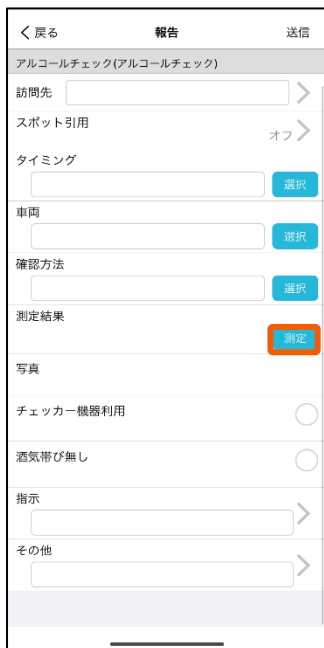 戻る 報告 送信
アルコールチェック(アルコールチェック)
訪問先
スポット引用
オフ
タイミング
選択
車両
選択
確認方法
選択
測定結果
測定
写真
チェッカー機器利用
酒気帯び無し
指示
その他